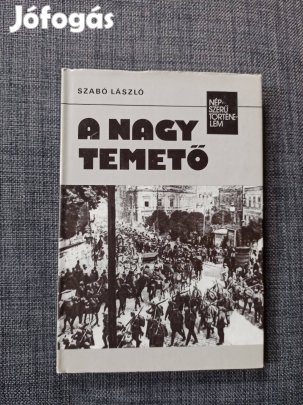 Jófogás
SZABÓ LÁSZLÓ
NÉP-
SZERŰ
TÖRTÉNE-
LEM
A NAGY
TEMETŐ